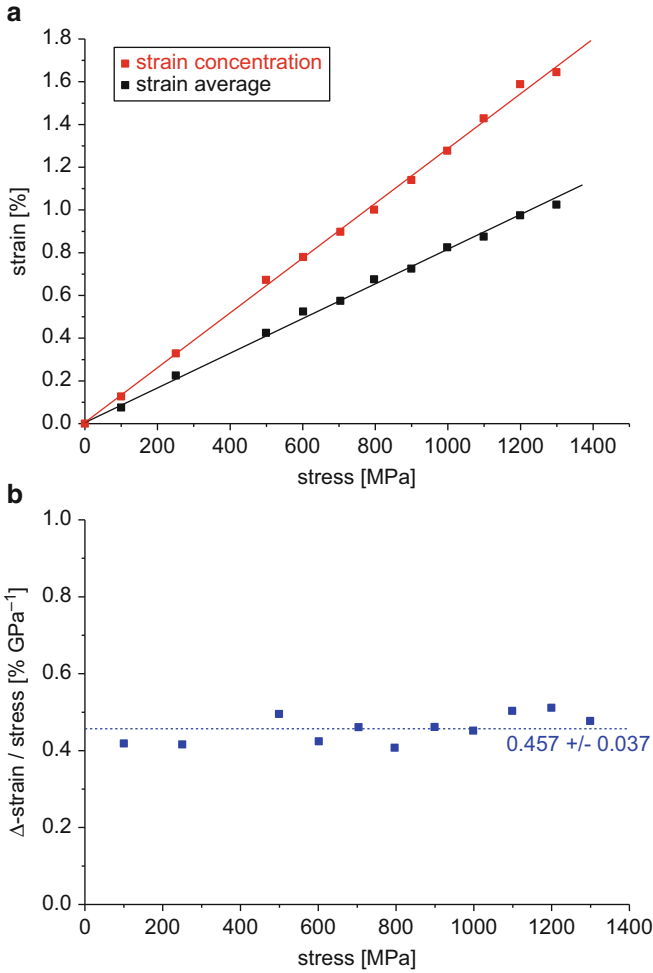 a
1.8
1.6
1.4
1.2
1.0
0.8
0.6
0.4
0.2
0.0
strain [%]
strain concentration
strain average
0 200 400 600 800 1000 1200 1400
stress [MPa]
b
1.0
0.8
0.6
0.4
0.2
0.0
Δ-strain / stress [% GPa⁻¹]
0.457 +/- 0.037
0 200 400 600 800 1000 1200 1400
stress [MPa]